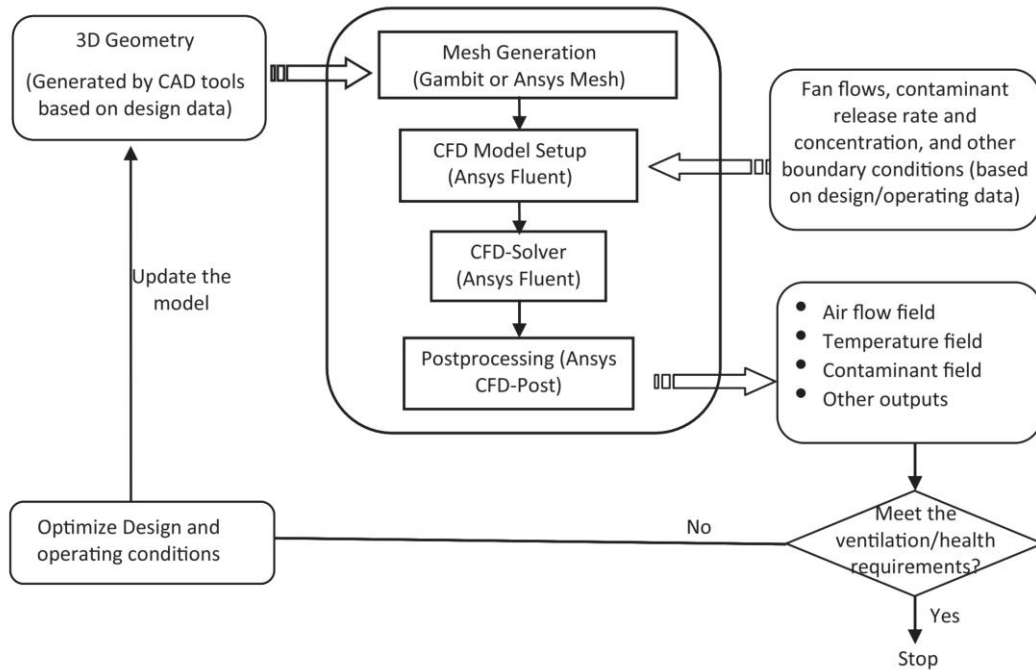 3D Geometry
(Generated by CAD tools
based on design data)
Mesh Generation
(Gambit or Ansys Mesh)
CFD Model Setup
(Ansys Fluent)
CFD-Solver
(Ansys Fluent)
Postprocessing (Ansys
CFD-Post)
Fan flows, contaminant
release rate and
concentration, and other
boundary conditions (based
on design/operating data)
• Air flow field
• Temperature field
• Contaminant field
• Other outputs
Meet the
ventilation/health
requirements?
Yes
Stop
No
Optimize Design and
operating conditions
Update the
model